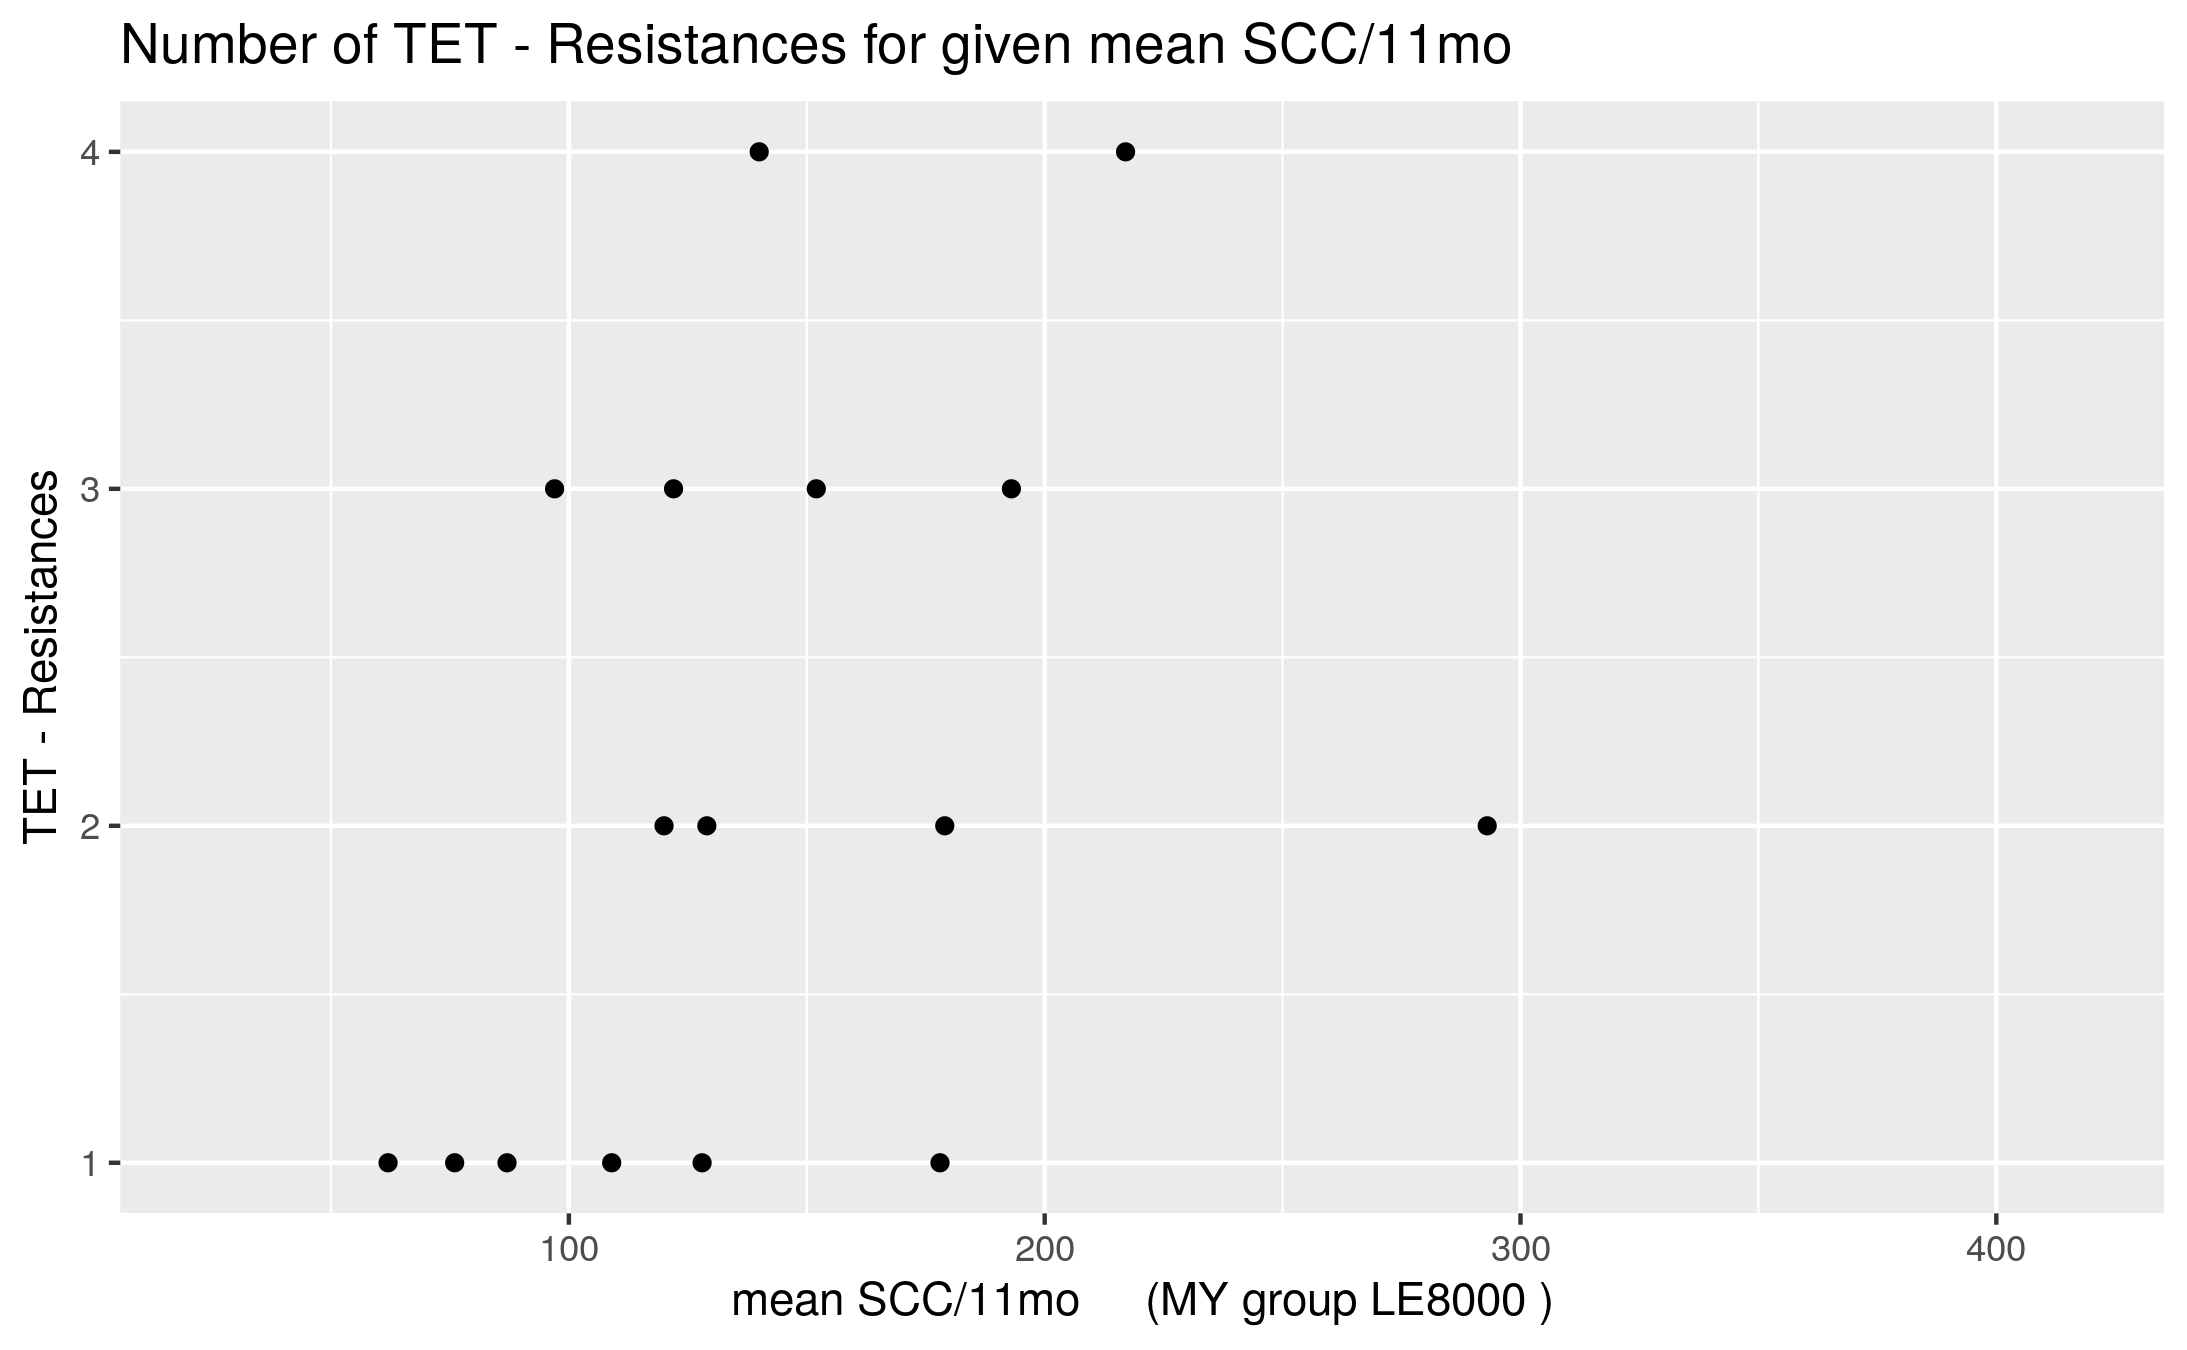 Number of TET - Resistances for given mean SCC/11mo
TET - Resistances
4
3
2
1
100 200 300 400
mean SCC/11mo (MY group LE8000 )